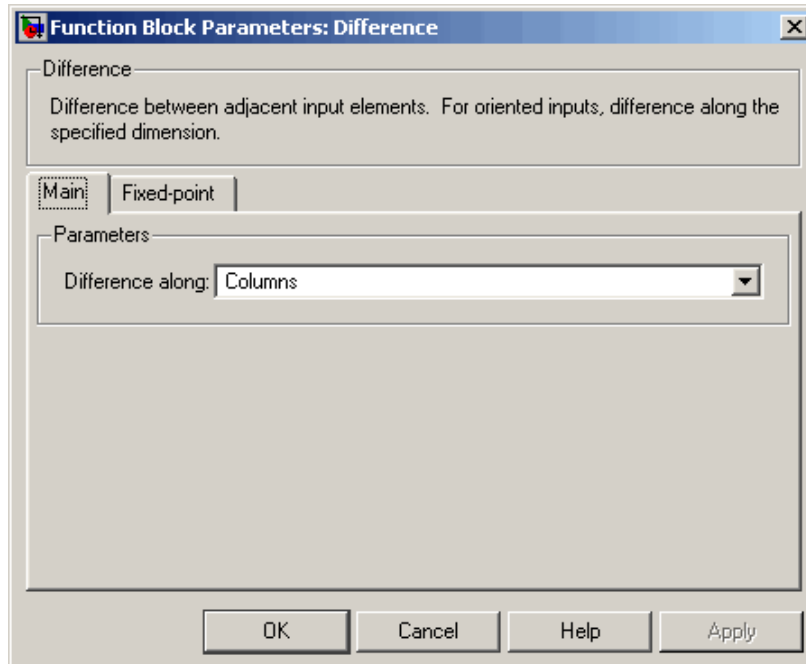 Function Block Parameters: Difference
Difference
Difference between adjacent input elements. For oriented inputs, difference along the
specified dimension.
Main Fixed-point
Parameters
Difference along: Columns
OK Cancel Help Apply